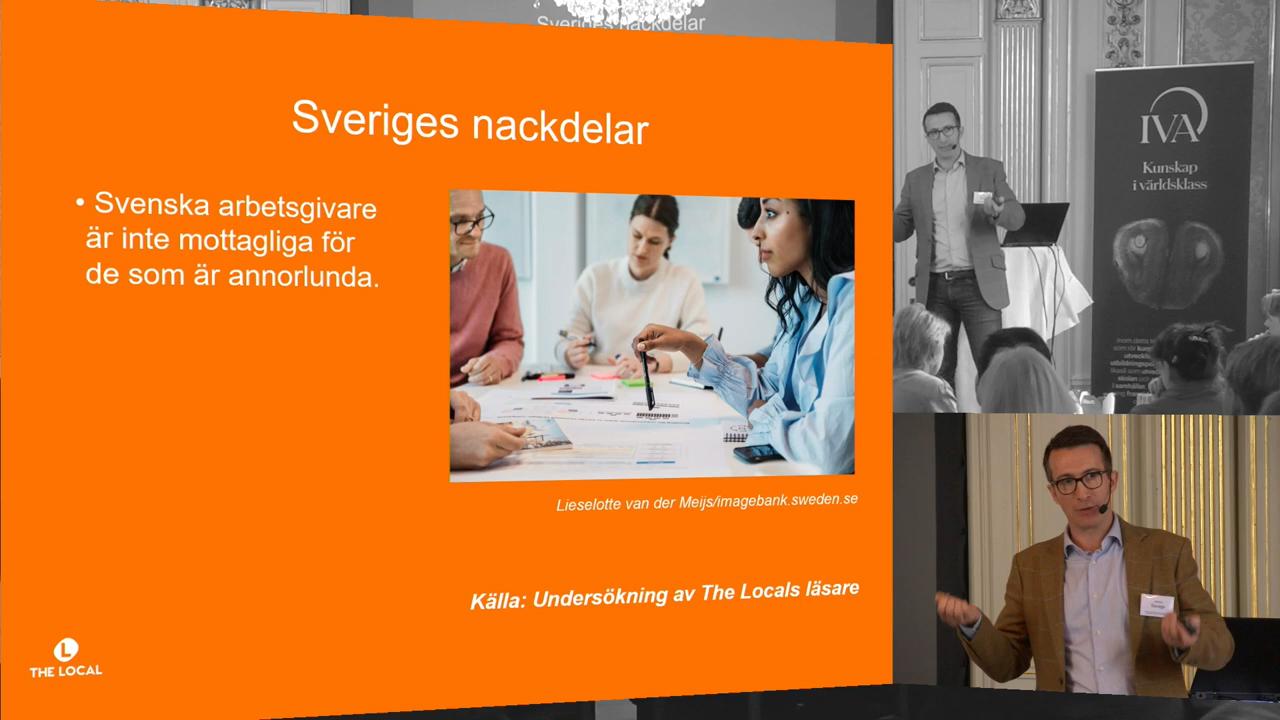 Sveriges nackdelar
Sveriges nackdelar
• Svenska arbetsgivare
är inte mottagliga för
de som är annorlunda.
Lieselotte van der Meijs/imagebank.sweden.se
Källa: Undersökning av The Locals läsare
L
THE LOCAL
IVA
Kunskap
i världsklass